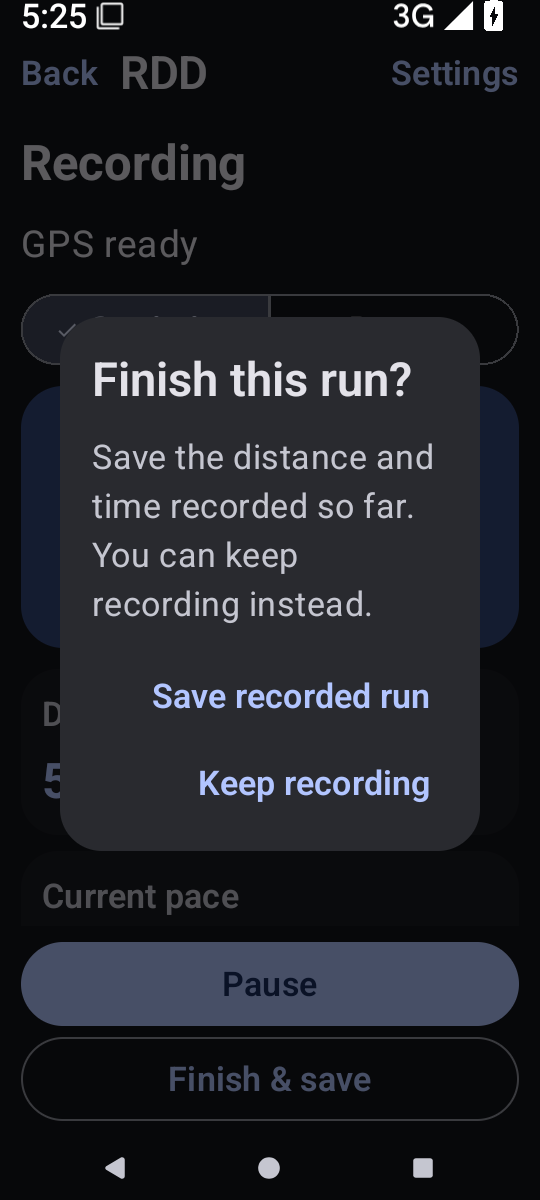 5:25
3G
Back RDD Settings
Recording
GPS ready
Finish this run?
Save the distance and
time recorded so far.
You can keep
recording instead.
Save recorded run
Keep recording
Current pace
Pause
Finish & save